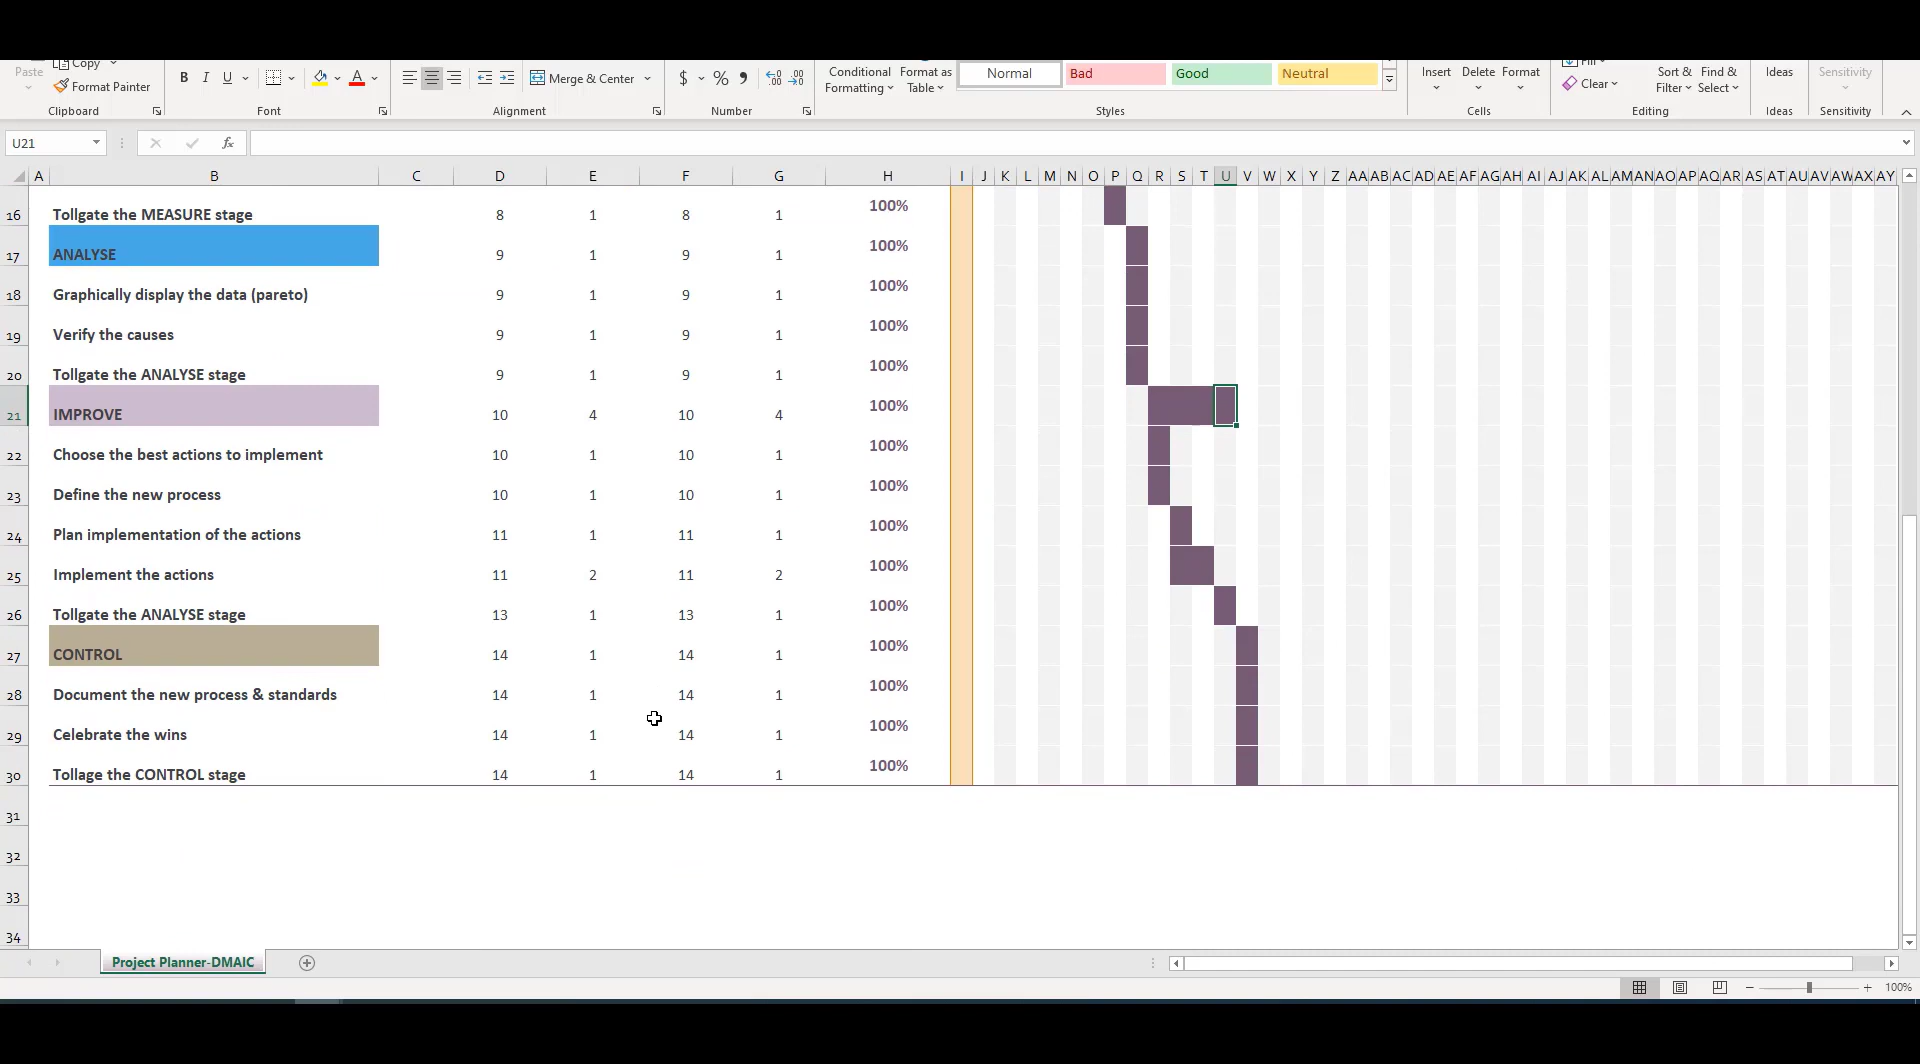 Paste Copy
Format Painter
B I U A
Merge & Center
$ % ,
Conditional Formatting
Format as Table
Normal Bad Good Neutral
Insert Delete Format
Fill
Clear
Sort & Filter
Find & Select
Ideas
Sensitivity
Clipboard Font Alignment Number Styles Cells Editing Ideas Sensitivity
U21 fx
A B C D E F G H I J K L M N O P Q R S T U V W X Y Z AA AB AC AD AE AF AG AH AI AJ AK AL AM AN AO AP AQ AR AS AT AU AV AW AX AY
16 Tollgate the MEASURE stage 8 1 8 1 100%
17 ANALYSE 9 1 9 1 100%
18 Graphically display the data (pareto) 9 1 9 1 100%
19 Verify the causes 9 1 9 1 100%
20 Tollgate the ANALYSE stage 9 1 9 1 100%
21 IMPROVE 10 4 10 4 100%
22 Choose the best actions to implement 10 1 10 1 100%
23 Define the new process 10 1 10 1 100%
24 Plan implementation of the actions 11 1 11 1 100%
25 Implement the actions 11 2 11 2 100%
26 Tollgate the ANALYSE stage 13 1 13 1 100%
27 CONTROL 14 1 14 1 100%
28 Document the new process & standards 14 1 14 1 100%
29 Celebrate the wins 14 1 14 1 100%
30 Tollage the CONTROL stage 14 1 14 1 100%
31
32
33
34
Project Planner-DMAIC
100%